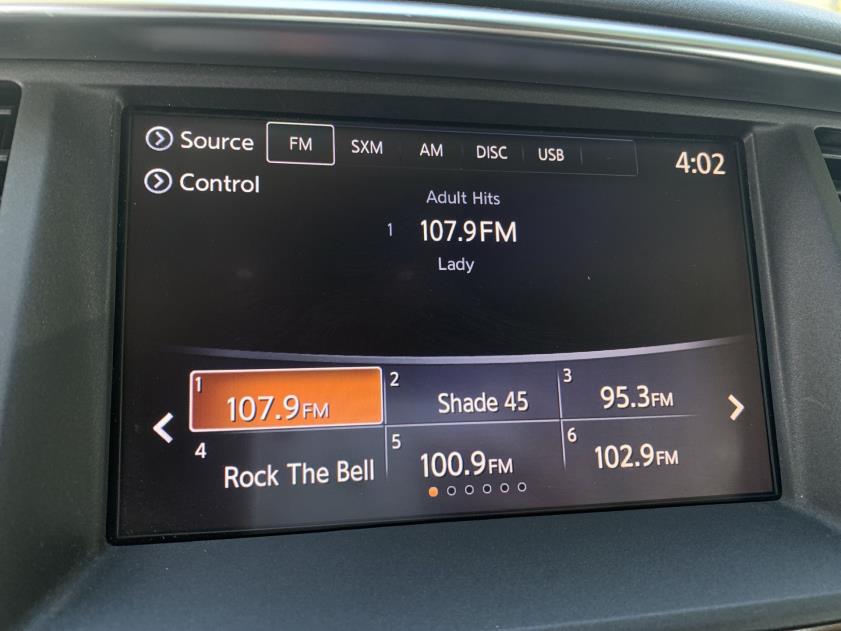 Source FM SXM AM DISC USB 4:02
Control
Adult Hits
1 107.9FM
Lady
1 107.9FM
2 Shade 45
3 95.3FM
4 Rock The Bell
5 100.9FM
6 102.9FM